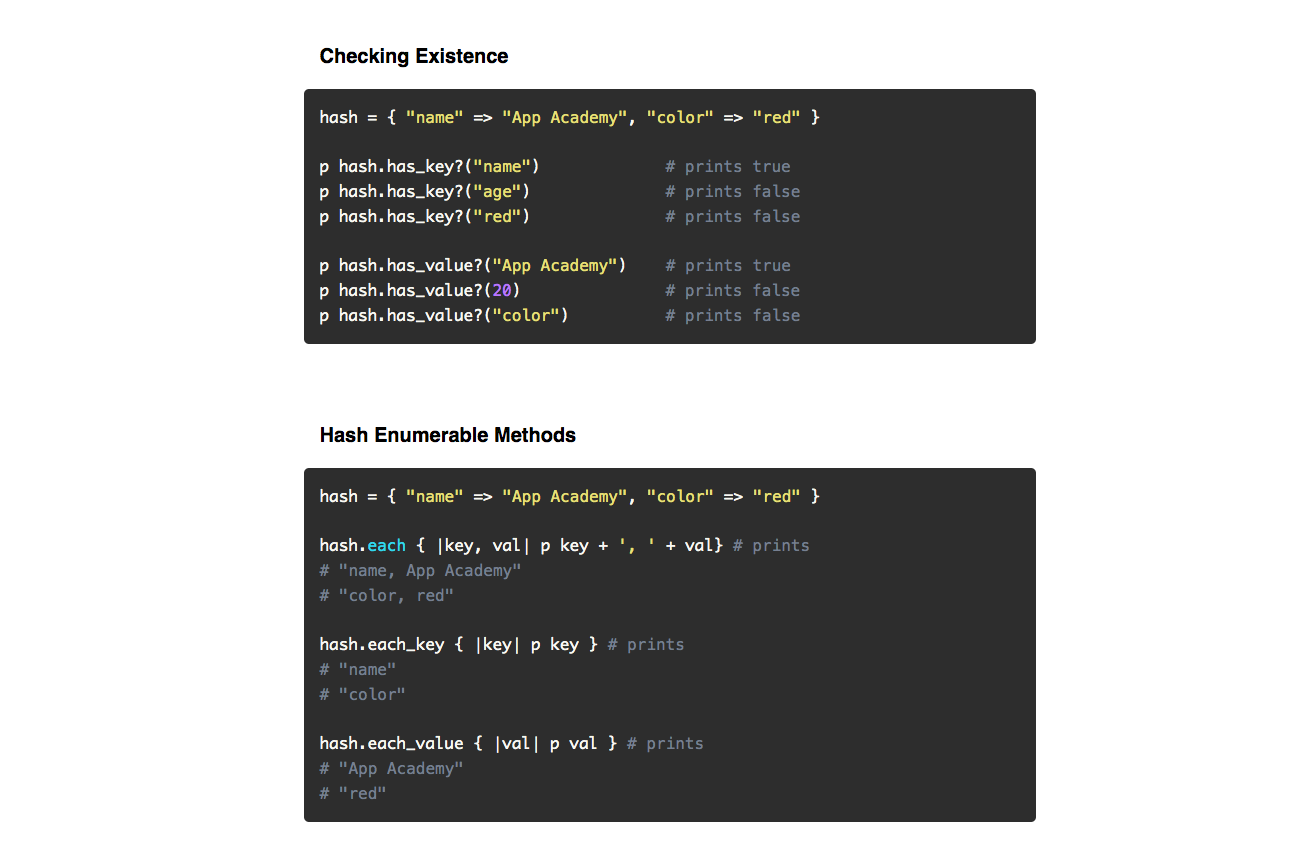 Checking Existence
hash = { "name" => "App Academy", "color" => "red" }
p hash.has_key?("name")             # prints true
p hash.has_key?("age")              # prints false
p hash.has_key?("red")              # prints false
p hash.has_value?("App Academy")    # prints true
p hash.has_value?(20)               # prints false
p hash.has_value?("color")          # prints false
Hash Enumerable Methods
hash = { "name" => "App Academy", "color" => "red" }
hash.each { |key, val| p key + ', ' + val} # prints
# "name, App Academy"
# "color, red"
hash.each_key { |key| p key } # prints
# "name"
# "color"
hash.each_value { |val| p val } # prints
# "App Academy"
# "red"